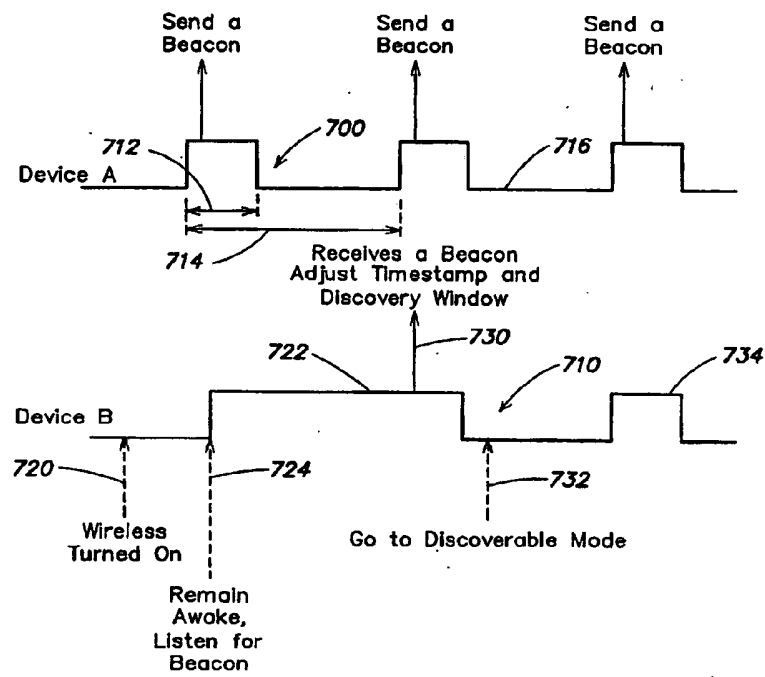 Send a
Beacon
Send a
Beacon
Send a
Beacon
712
700
716
Device A
714
Receives a Beacon
Adjust Timestamp and
Discovery Window
722
730
710
734
Device B
720
724
732
Wireless
Turned On
Go to Discoverable Mode
Remain
Awake,
Listen for
Beacon